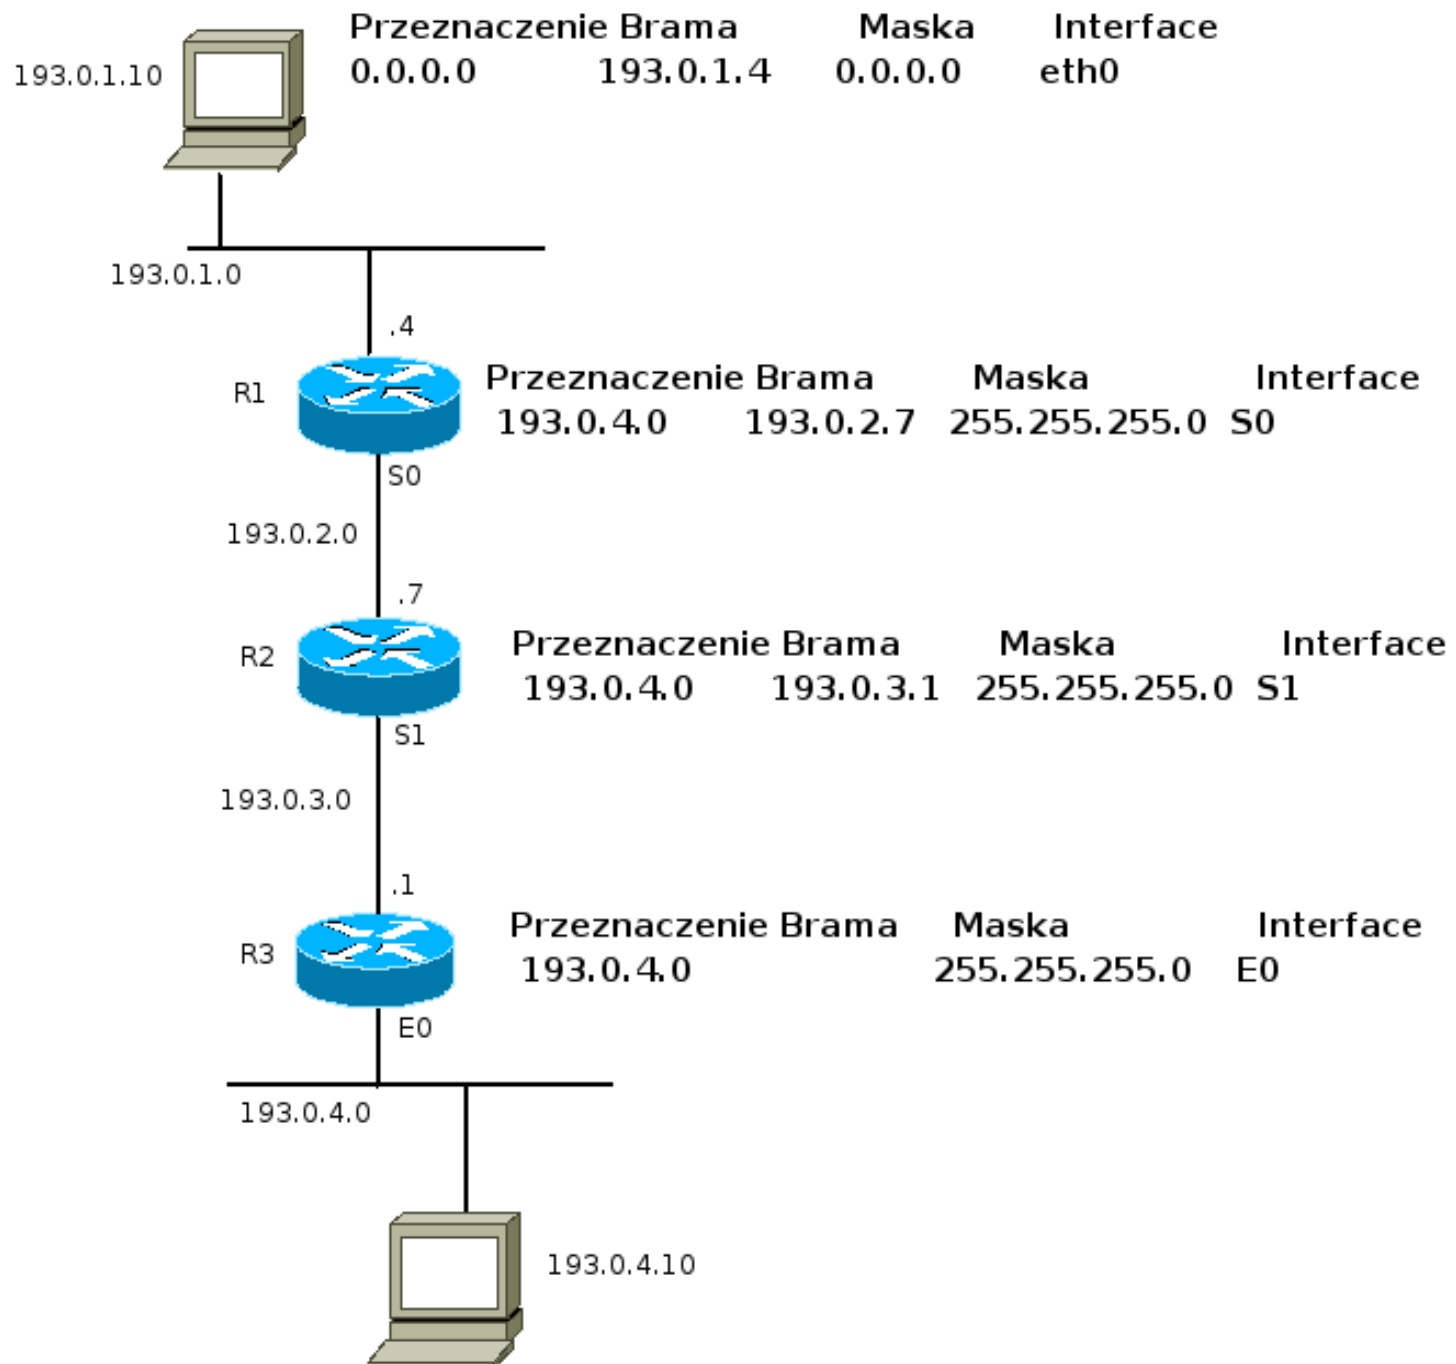 Przeznaczenie Brama Maska Interface
193.0.1.10 0.0.0.0 193.0.1.4 0.0.0.0 eth0
193.0.1.0
.4
R1 Przeznaczenie Brama Maska Interface
193.0.4.0 193.0.2.7 255.255.255.0 S0
S0
193.0.2.0
.7
R2 Przeznaczenie Brama Maska Interface
193.0.4.0 193.0.3.1 255.255.255.0 S1
S1
193.0.3.0
.1
Przeznaczenie Brama Maska Interface
R3 193.0.4.0 255.255.255.0 E0
E0
193.0.4.0
193.0.4.10